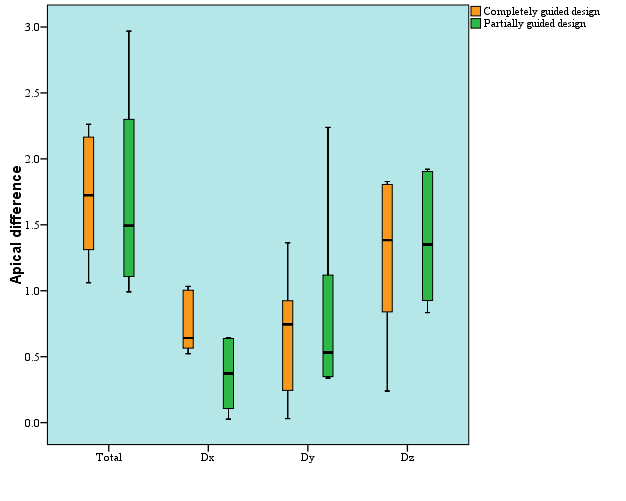 Completely guided design
Partially guided design
Apical difference
3.0
2.5
2.0
1.5
1.0
0.5
0.0
Total Dx Dy Dz